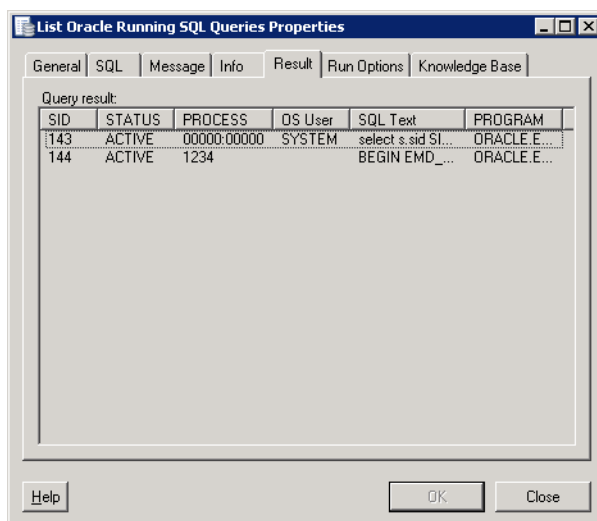 List Oracle Running SQL Queries Properties
General SQL Message Info Result Run Options Knowledge Base
Query result:
SID STATUS PROCESS OS User SQL Text PROGRAM
143 ACTIVE 00000:00000 SYSTEM select s.sid SI... ORACLE.E...
144 ACTIVE 1234 BEGIN EMD_... ORACLE.E...
Help OK Close